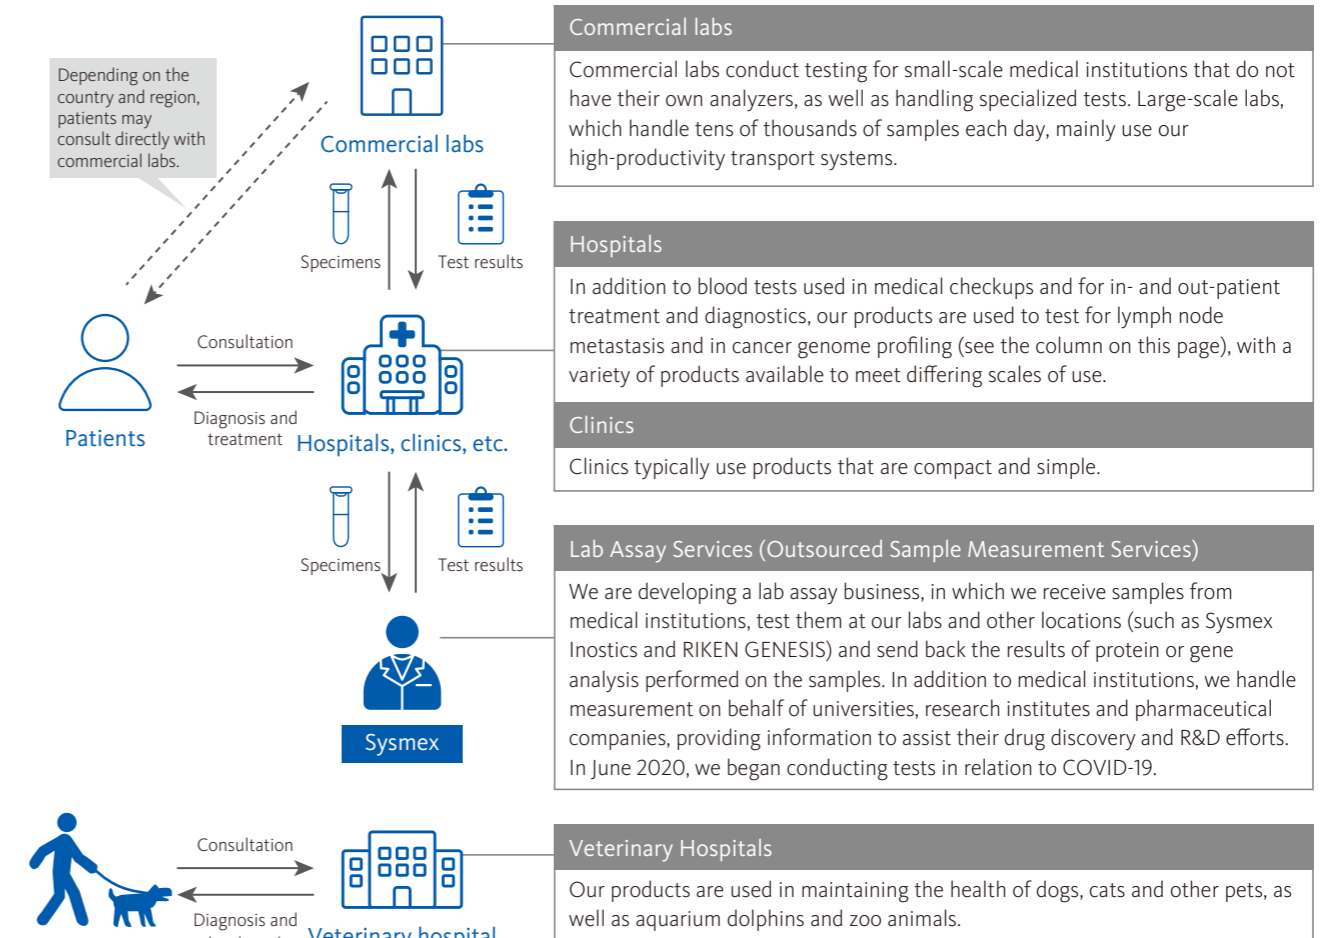 Depending on the
country and region,
patients may
consult directly with
commercial labs.
Commercial labs
Specimens
Test results
Consultation
Diagnosis and
treatment
Patients
Hospitals, clinics, etc.
Specimens
Test results
Sysmex
Consultation
Diagnosis and
Veterinary hospital
Commercial labs
Commercial labs conduct testing for small-scale medical institutions that do not
have their own analyzers, as well as handling specialized tests. Large-scale labs,
which handle tens of thousands of samples each day, mainly use our
high-productivity transport systems.
Hospitals
In addition to blood tests used in medical checkups and for in- and out-patient
treatment and diagnostics, our products are used to test for lymph node
metastasis and in cancer genome profiling (see the column on this page), with a
variety of products available to meet differing scales of use.
Clinics
Clinics typically use products that are compact and simple.
Lab Assay Services (Outsourced Sample Measurement Services)
We are developing a lab assay business, in which we receive samples from
medical institutions, test them at our labs and other locations (such as Sysmex
Inostics and RIKEN GENESIS) and send back the results of protein or gene
analysis performed on the samples. In addition to medical institutions, we handle
measurement on behalf of universities, research institutes and pharmaceutical
companies, providing information to assist their drug discovery and R&D efforts.
In June 2020, we began conducting tests in relation to COVID-19.
Veterinary Hospitals
Our products are used in maintaining the health of dogs, cats and other pets, as
well as aquarium dolphins and zoo animals.